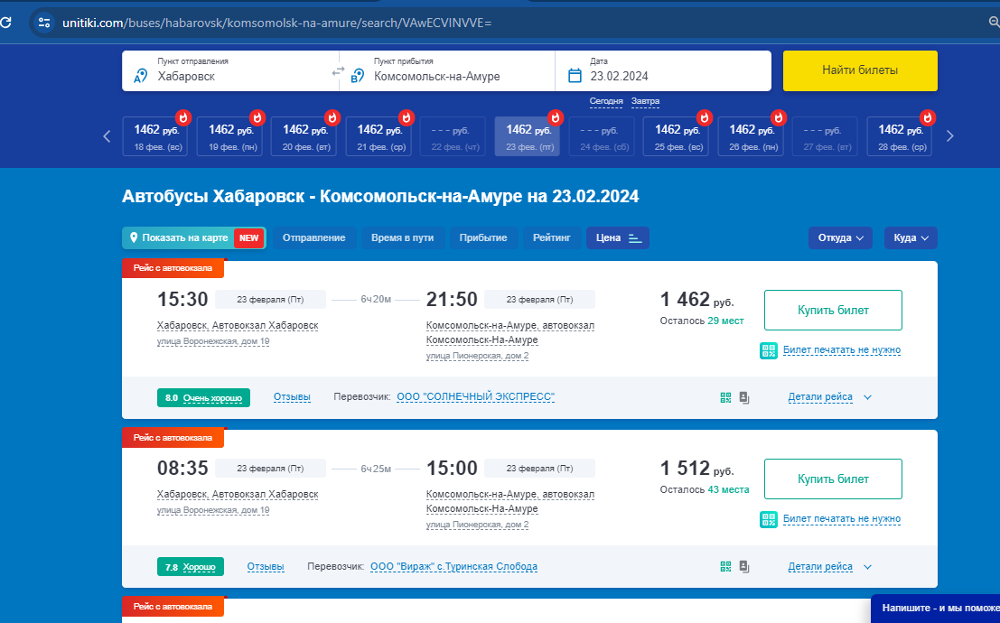 unitiki.com/buses/habarovsk/komsomolsk-na-amure/search/VAwECVINVVE=
Пункт отправления
Хабаровск
Пункт прибытия
Комсомольск-на-Амуре
Дата
23.02.2024
Найти билеты
Сегодня Завтра
1462 руб. 1462 руб. 1462 руб. 1462 руб. --- руб. 1462 руб. --- руб. 1462 руб. 1462 руб. --- руб. 1462 руб.
18 фев. (вс) 19 фев. (пн) 20 фев. (вт) 21 фев. (ср) 22 фев. (чт) 23 фев. (пт) 24 фев. (сб) 25 фев. (вс) 26 фев. (пн) 27 фев. (вт) 28 фев. (ср)
Автобусы Хабаровск - Комсомольск-на-Амуре на 23.02.2024
Показать на карте NEW Отправление Время в пути Прибытие Рейтинг Цена Откуда Куда
Рейс с автовокзала
15:30 23 февраля (Пт) 6ч20м 21:50 23 февраля (Пт)
Хабаровск, Автовокзал Хабаровск
улица Воронежская, дом 19
Комсомольск-на-Амуре, автовокзал
Комсомольск-На-Амуре
улица Пионерская, дом 2
1 462 руб.
Осталось 29 мест
Купить билет
Билет печатать не нужно
8.0 Очень хорошо Отзывы Перевозчик: ООО "СОЛНЕЧНЫЙ ЭКСПРЕСС" Детали рейса
Рейс с автовокзала
08:35 23 февраля (Пт) 6ч25м 15:00 23 февраля (Пт)
Хабаровск, Автовокзал Хабаровск
улица Воронежская, дом 19
Комсомольск-на-Амуре, автовокзал
Комсомольск-На-Амуре
улица Пионерская, дом 2
1 512 руб.
Осталось 43 места
Купить билет
Билет печатать не нужно
7.8 Хорошо Отзывы Перевозчик: ООО "Вираж" с.Туринская Слобода Детали рейса
Рейс с автовокзала
Напишите - и мы поможе